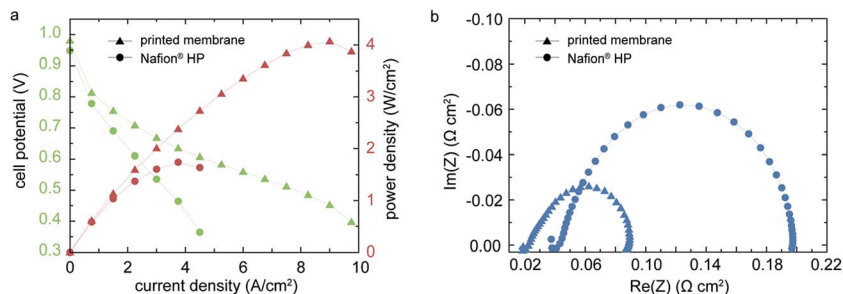 a
printed membrane
Nafion® HP
cell potential (V)
1.0
0.9
0.8
0.7
0.6
0.5
0.4
0.3
power density (W/cm²)
4
3
2
1
0
0 2 4 6 8 10
current density (A/cm²)
b
printed membrane
Nafion® HP
Im(Z) (Ω cm²)
-0.10
-0.08
-0.06
-0.04
-0.02
0.00
0.02 0.06 0.10 0.14 0.18 0.22
Re(Z) (Ω cm²)